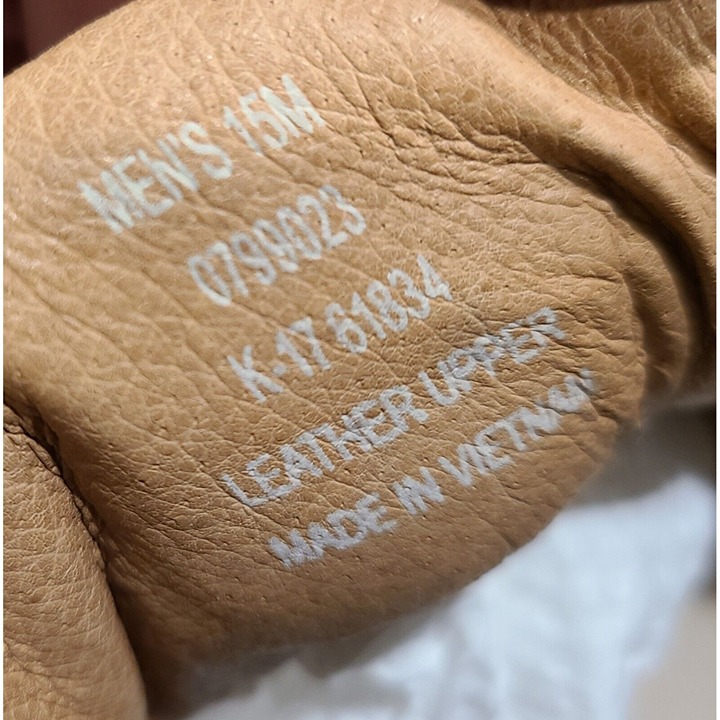 MEN'S 15M
0799023
K-17 61834
LEATHER UPPER
MADE IN VIETNAM